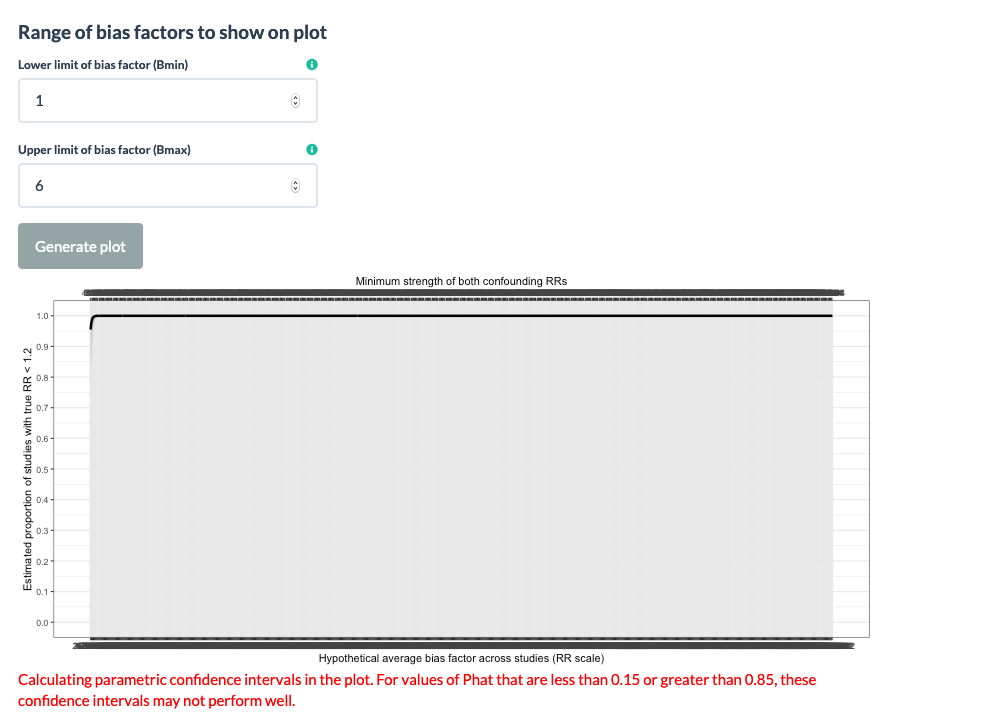 Range of bias factors to show on plot
Lower limit of bias factor (Bmin)
1
Upper limit of bias factor (Bmax)
6
Generate plot
Minimum strength of both confounding RRs
1.0
0.9
0.8
0.7
0.6
0.5
0.4
0.3
0.2
0.1
0.0
Estimated proportion of studies with true RR < 1.2
Hypothetical average bias factor across studies (RR scale)
Calculating parametric confidence intervals in the plot. For values of Phat that are less than 0.15 or greater than 0.85, these
confidence intervals may not perform well.